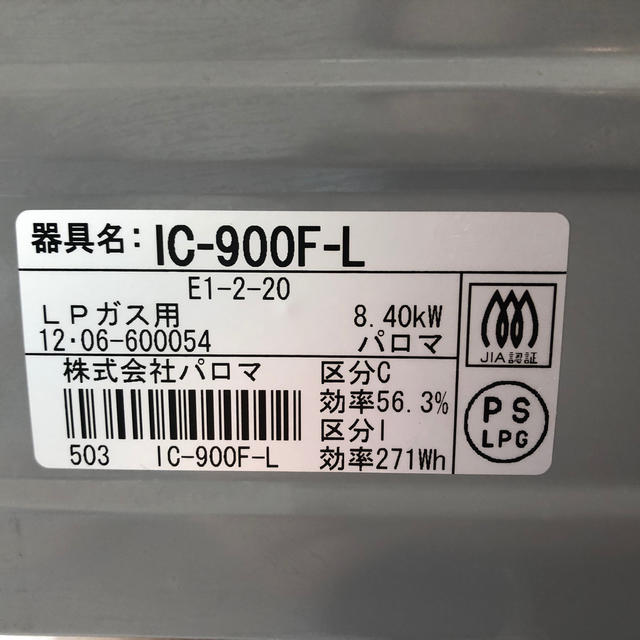 器具名: IC-900F-L
E1-2-20
LPガス用 8.40kW
12・06-600054 パロマ
株式会社パロマ
503 IC-900F-L
区分C
効率56.3%
区分I
効率271Wh
JIA認証
PS
LPG